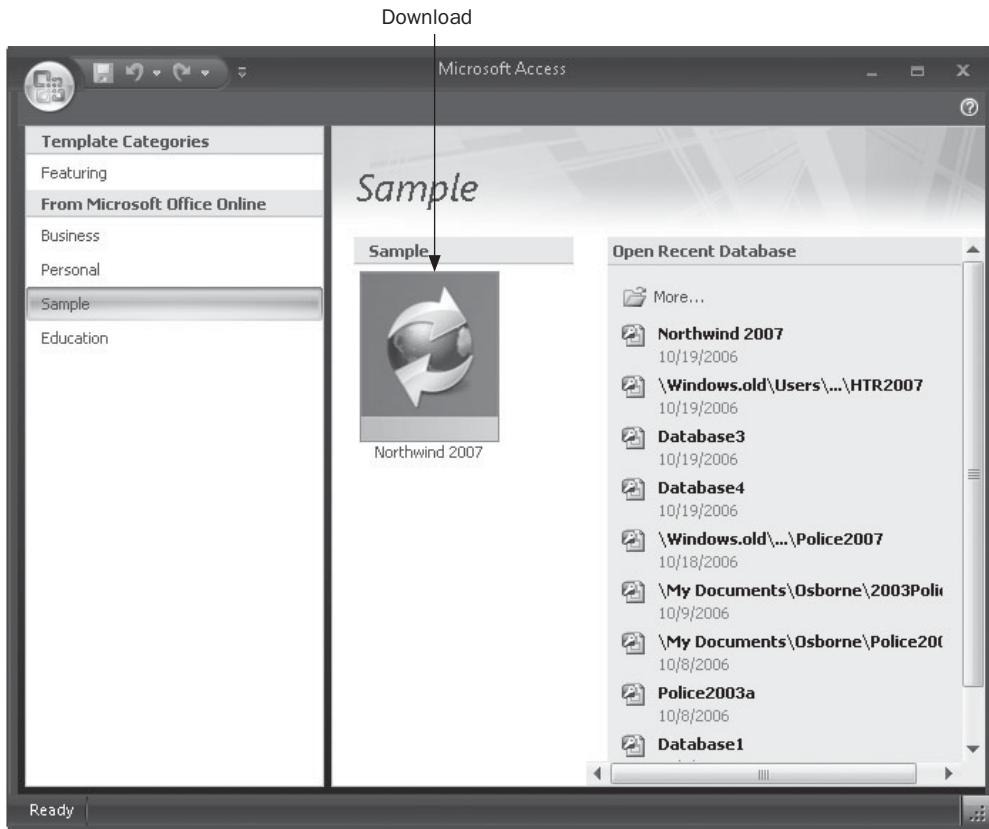 Download
Microsoft Access
Template Categories
Featuring
From Microsoft Office Online
Business
Personal
Sample
Education
Sample
Sample
Northwind 2007
Open Recent Database
More...
Northwind 2007
10/19/2006
\Windows.old\Users\...\HTR2007
10/19/2006
Database3
10/19/2006
Database4
10/19/2006
\Windows.old\...\Police2007
10/18/2006
\My Documents\Osborne\2003Poli
10/9/2006
\My Documents\Osborne\Police20
10/8/2006
Police2003a
10/8/2006
Database1
Ready